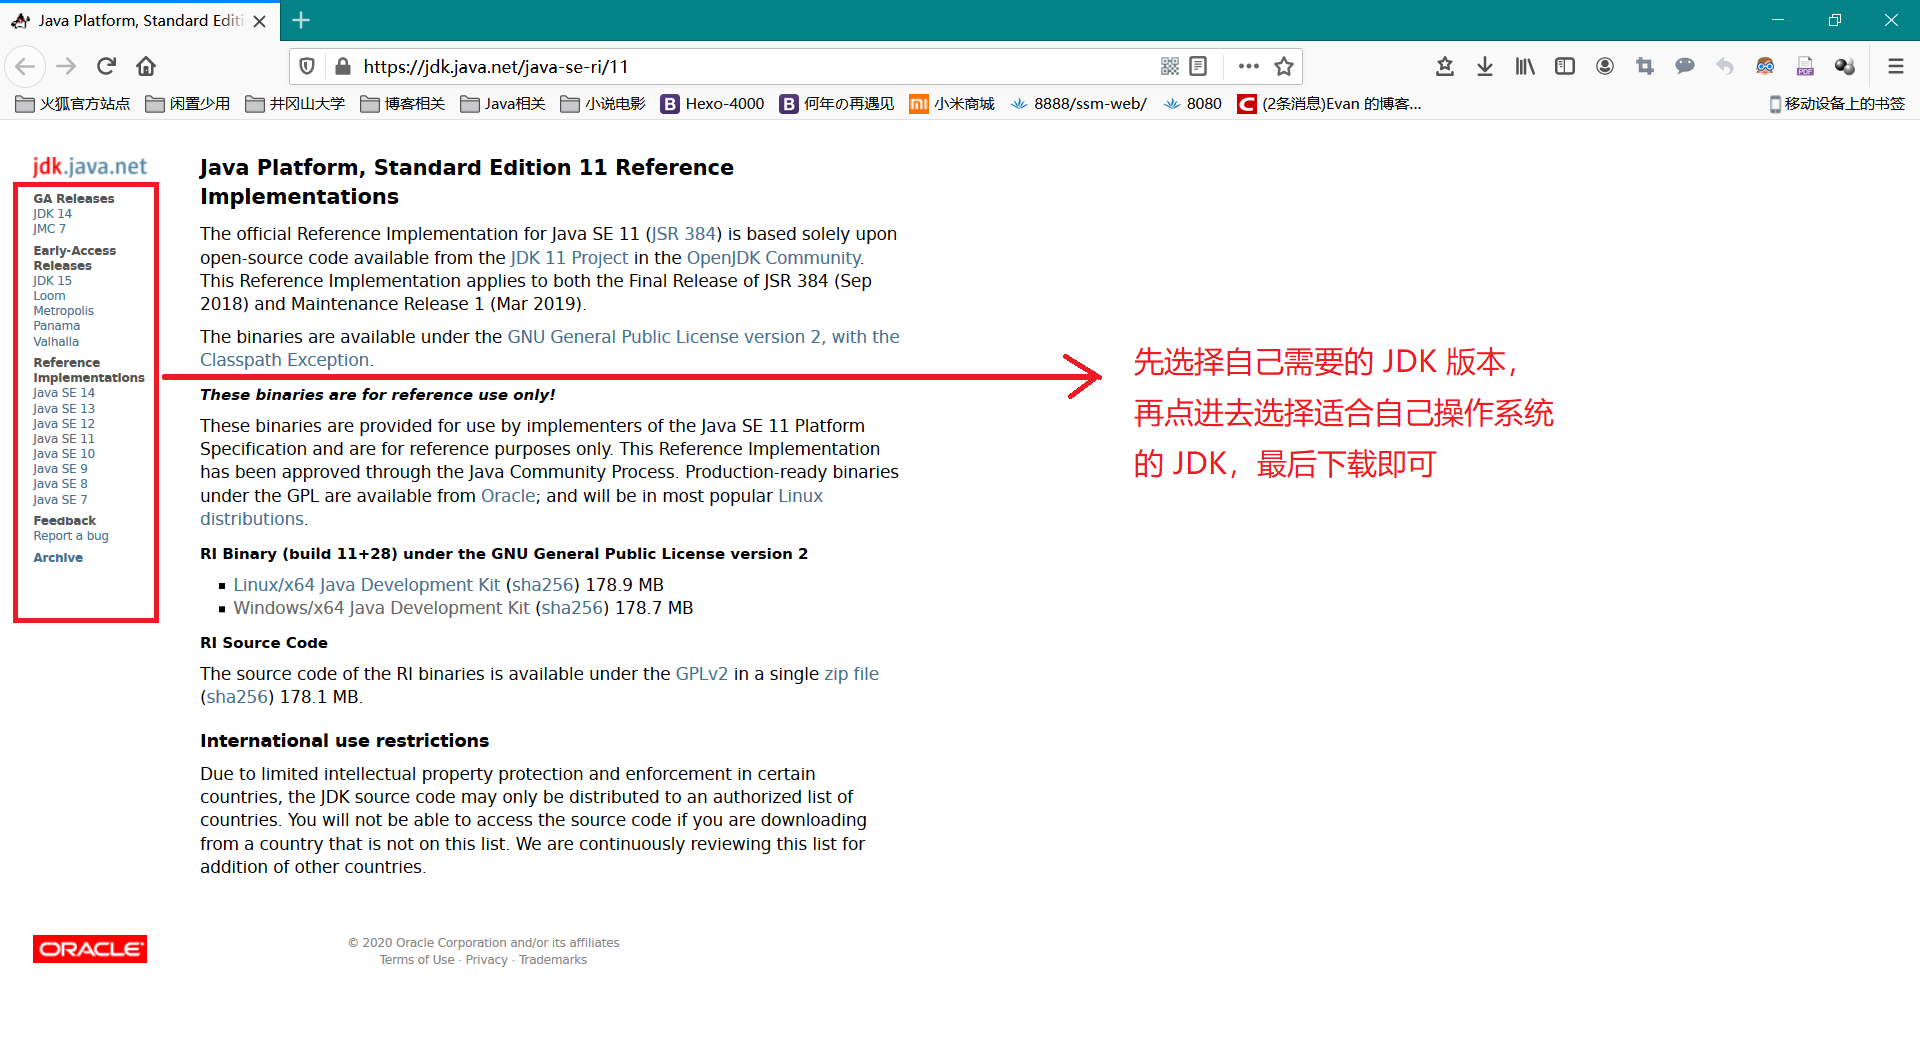 Java Platform, Standard Editi
https://jdk.java.net/java-se-ri/11
火狐官方站点 闲置少用 井冈山大学 博客相关 Java相关 小说电影 Hexo-4000 何年の再遇见 小米商城 8888/ssm-web/ 8080 (2条消息)Evan 的博客... 移动设备上的书签
jdk.java.net
GA Releases
JDK 14
JMC 7
Early-Access
Releases
JDK 15
Loom
Metropolis
Panama
Valhalla
Reference
Implementations
Java SE 14
Java SE 13
Java SE 12
Java SE 11
Java SE 10
Java SE 9
Java SE 8
Java SE 7
Feedback
Report a bug
Archive
Java Platform, Standard Edition 11 Reference
Implementations
The official Reference Implementation for Java SE 11 (JSR 384) is based solely upon
open-source code available from the JDK 11 Project in the OpenJDK Community.
This Reference Implementation applies to both the Final Release of JSR 384 (Sep
2018) and Maintenance Release 1 (Mar 2019).
The binaries are available under the GNU General Public License version 2, with the
Classpath Exception.
These binaries are for reference use only!
These binaries are provided for use by implementers of the Java SE 11 Platform
Specification and are for reference purposes only. This Reference Implementation
has been approved through the Java Community Process. Production-ready binaries
under the GPL are available from Oracle; and will be in most popular Linux
distributions.
RI Binary (build 11+28) under the GNU General Public License version 2
Linux/x64 Java Development Kit (sha256) 178.9 MB
Windows/x64 Java Development Kit (sha256) 178.7 MB
RI Source Code
The source code of the RI binaries is available under the GPLv2 in a single zip file
(sha256) 178.1 MB.
International use restrictions
Due to limited intellectual property protection and enforcement in certain
countries, the JDK source code may only be distributed to an authorized list of
countries. You will not be able to access the source code if you are downloading
from a country that is not on this list. We are continuously reviewing this list for
addition of other countries.
先选择自己需要的 JDK 版本，
再点进去选择适合自己操作系统
的 JDK，最后下载即可
ORACLE
© 2020 Oracle Corporation and/or its affiliates
Terms of Use · Privacy · Trademarks